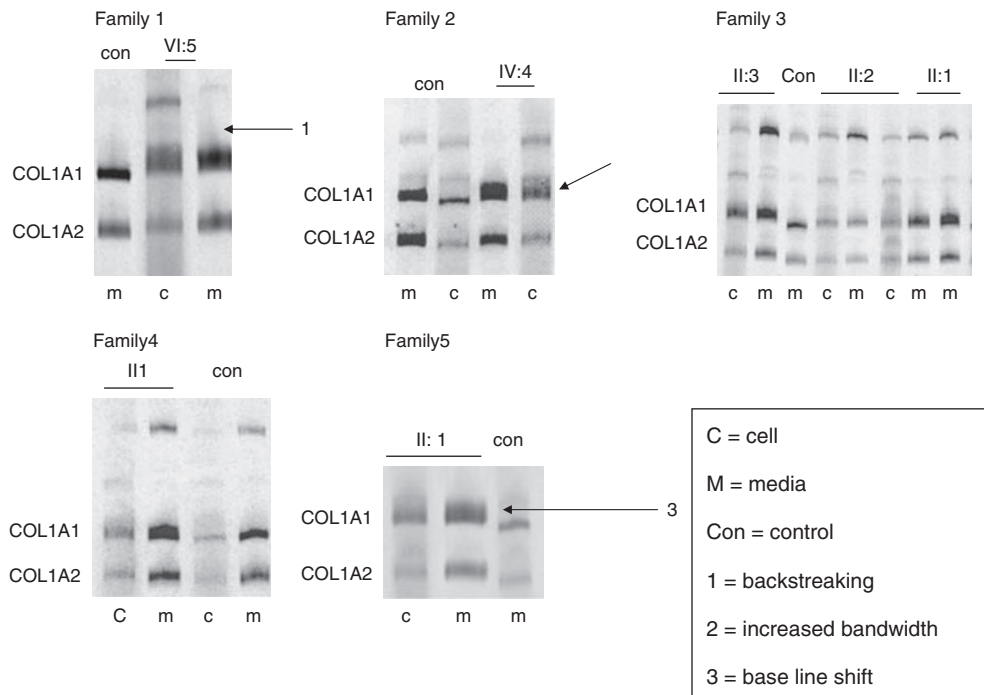 Family 1
con VI:5
1
COL1A1
COL1A2
m c m
Family 2
con IV:4
COL1A1
COL1A2
m c m c
Family 3
II:3 Con II:2 II:1
COL1A1
COL1A2
c m m c m c m m
Family4
II1 con
COL1A1
COL1A2
C m c m
Family5
II: 1 con
COL1A1
3
COL1A2
c m m
C = cell
M = media
Con = control
1 = backstreaking
2 = increased bandwidth
3 = base line shift